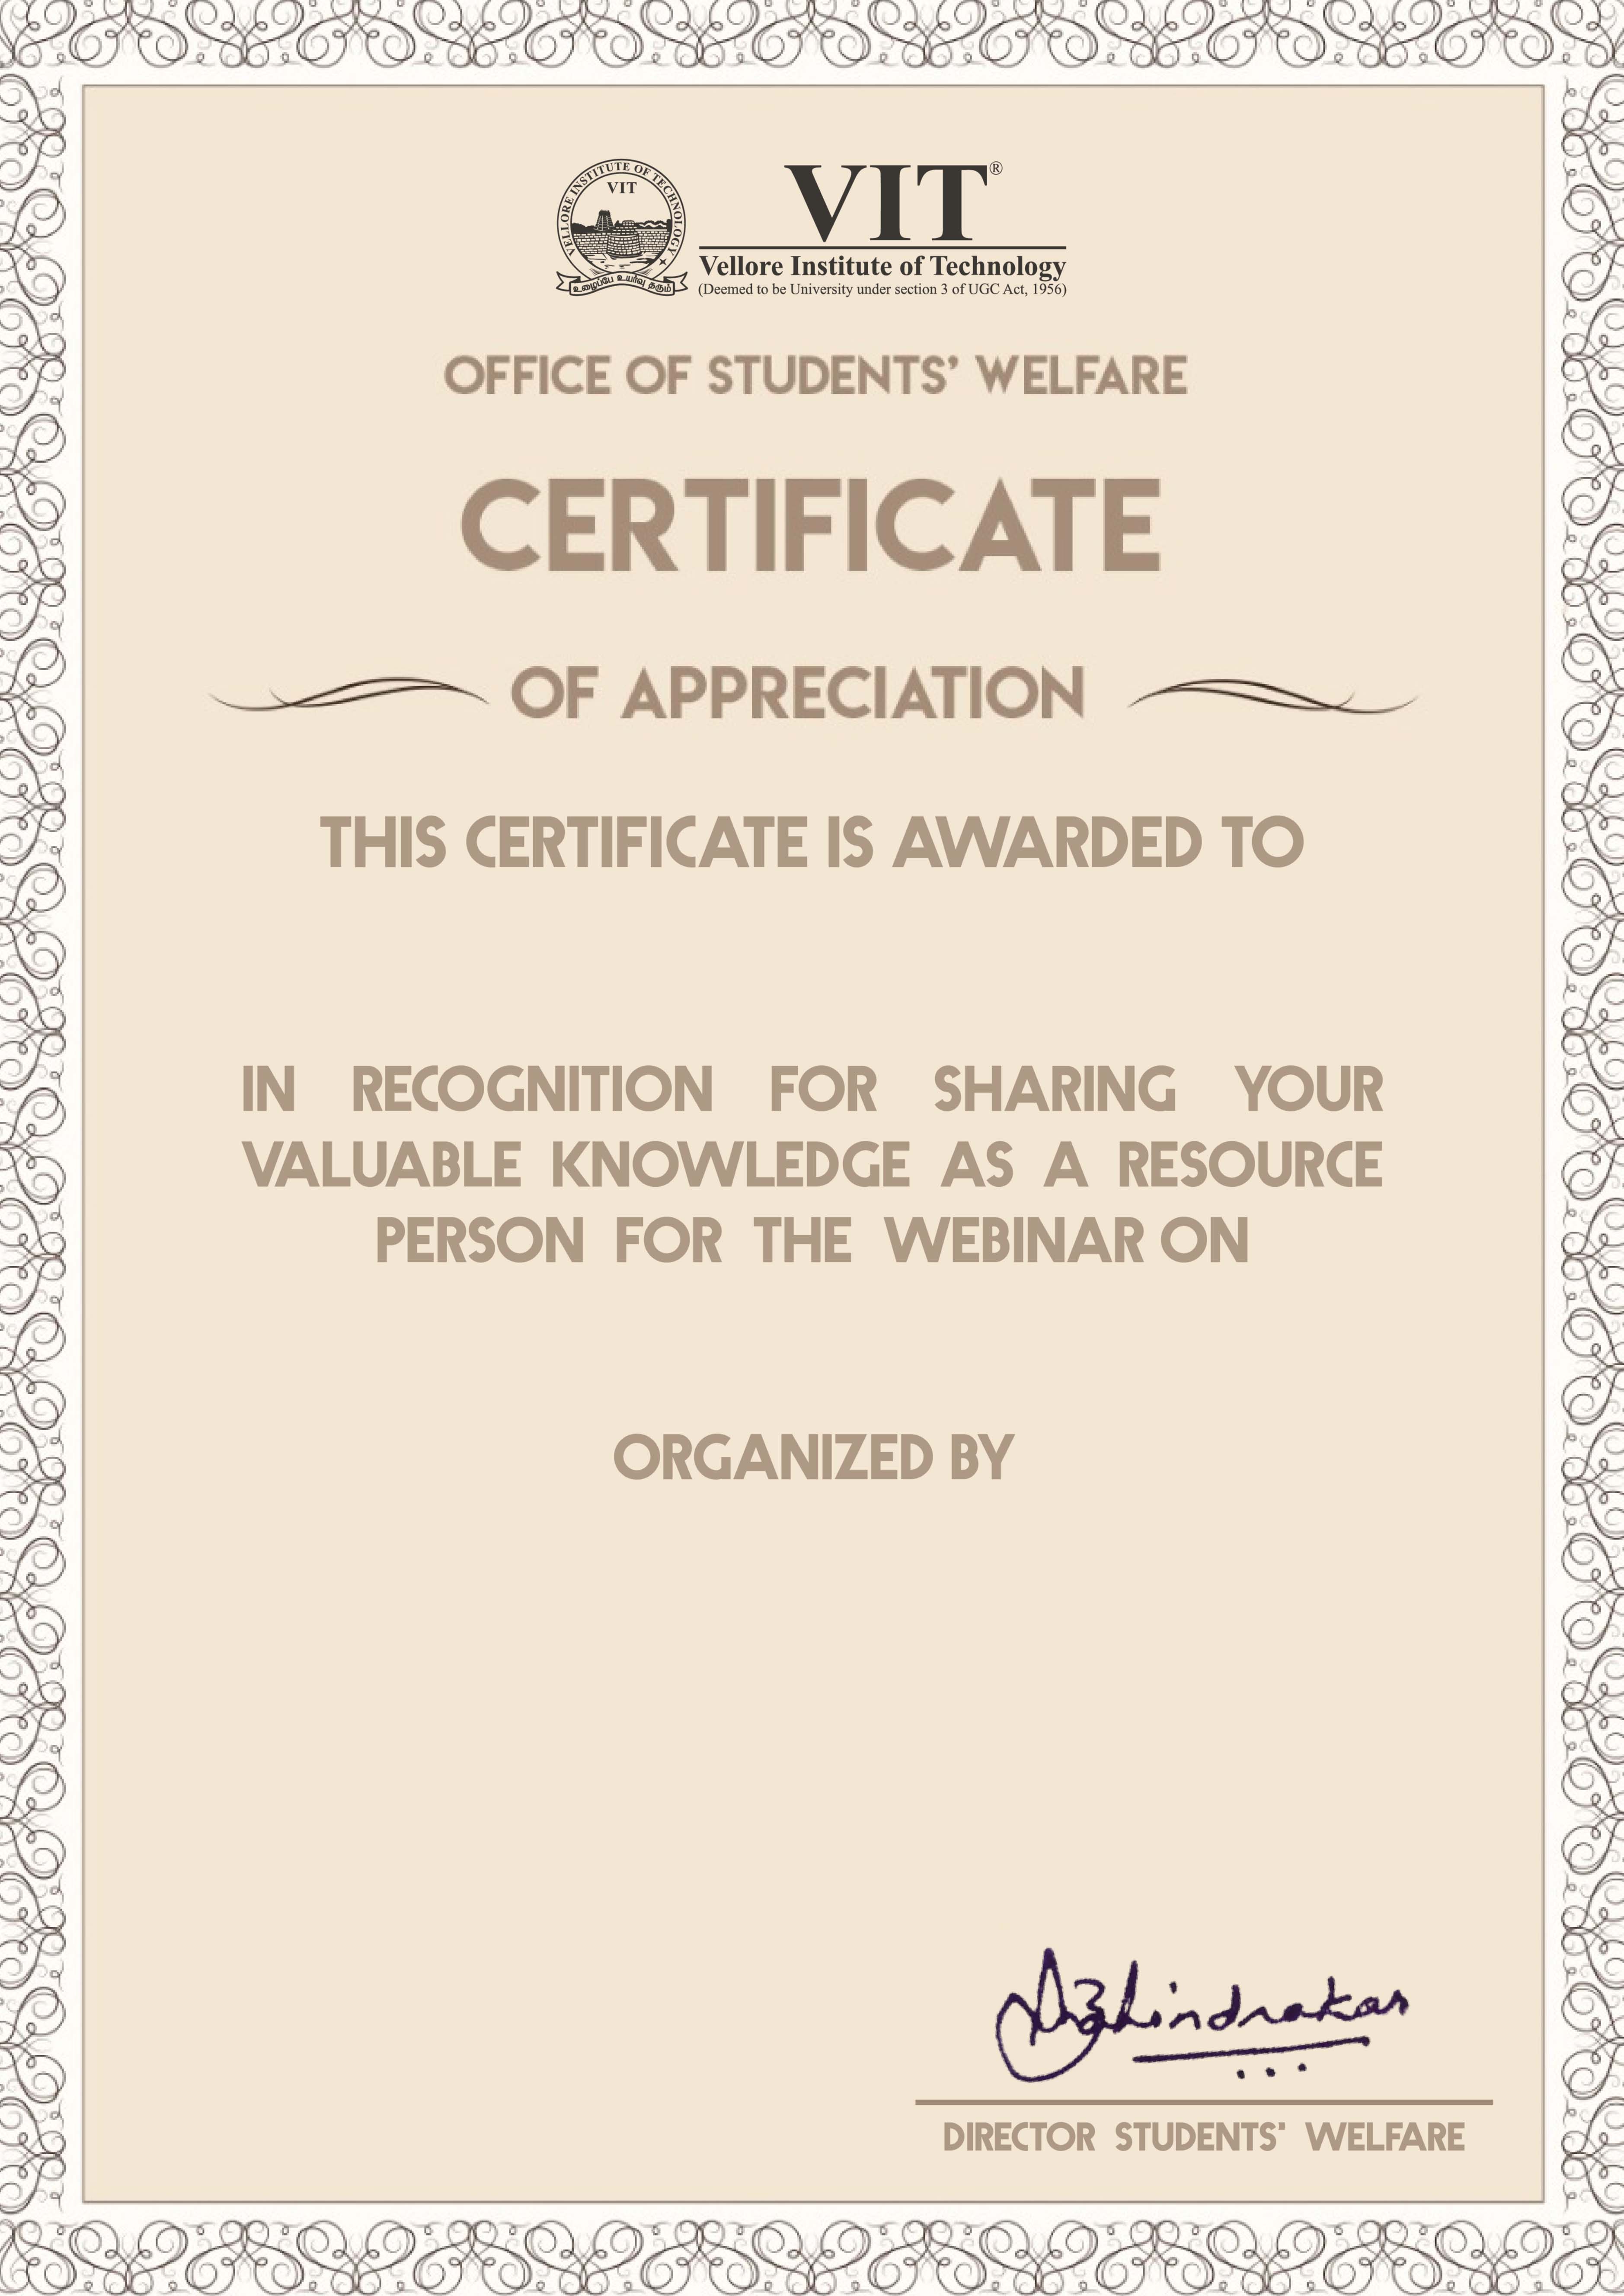 VELLORE INSTITUTE OF TECHNOLOGY
VIT
உழைப்பே உயர்வு தரும்
VIT®
Vellore Institute of Technology
(Deemed to be University under section 3 of UGC Act, 1956)
OFFICE OF STUDENTS’ WELFARE
CERTIFICATE
OF APPRECIATION
THIS CERTIFICATE IS AWARDED TO
IN RECOGNITION FOR SHARING YOUR
VALUABLE KNOWLEDGE AS A RESOURCE
PERSON FOR THE WEBINAR ON
ORGANIZED BY
DIRECTOR STUDENTS' WELFARE